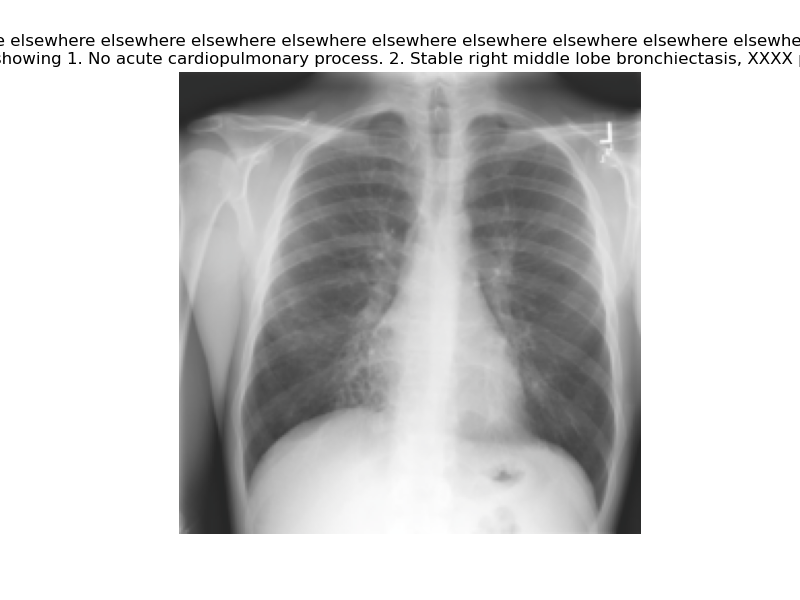 elsewhere elsewhere elsewhere elsewhere elsewhere elsewhere elsewhere elsewhere
showing 1. No acute cardiopulmonary process. 2. Stable right middle lobe bronchiectasis, XXXX
L